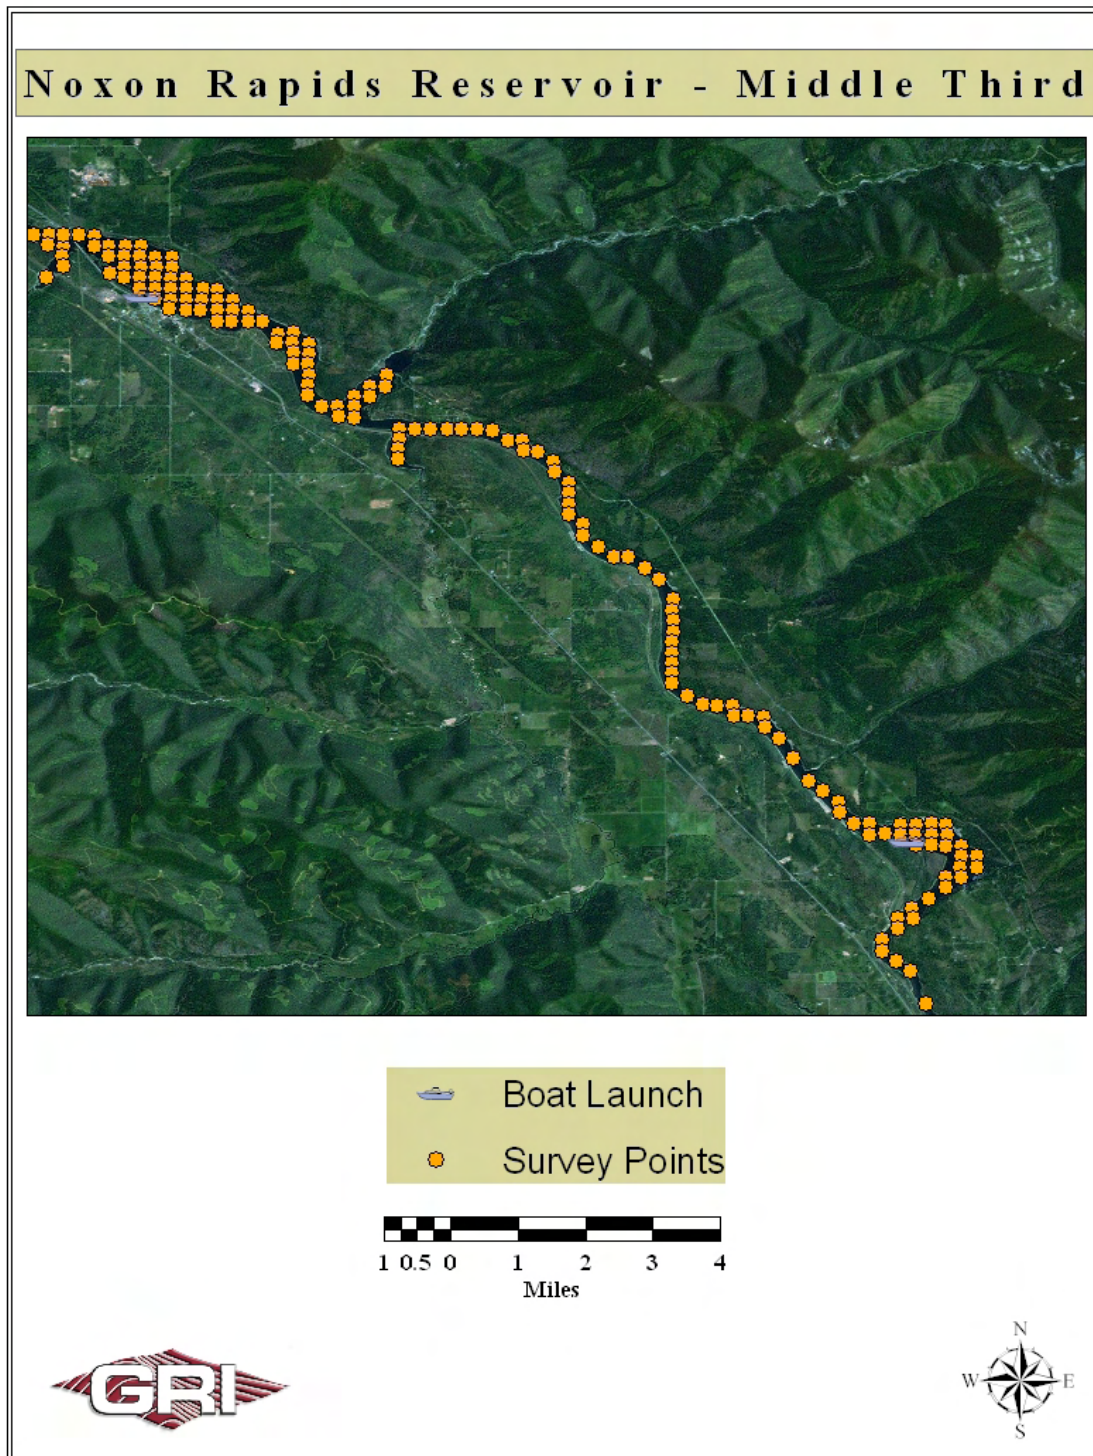 Noxon Rapids Reservoir - Middle Third
Boat Launch
Survey Points
1 0.5 0 1 2 3 4
Miles
GRI
N
W E
S